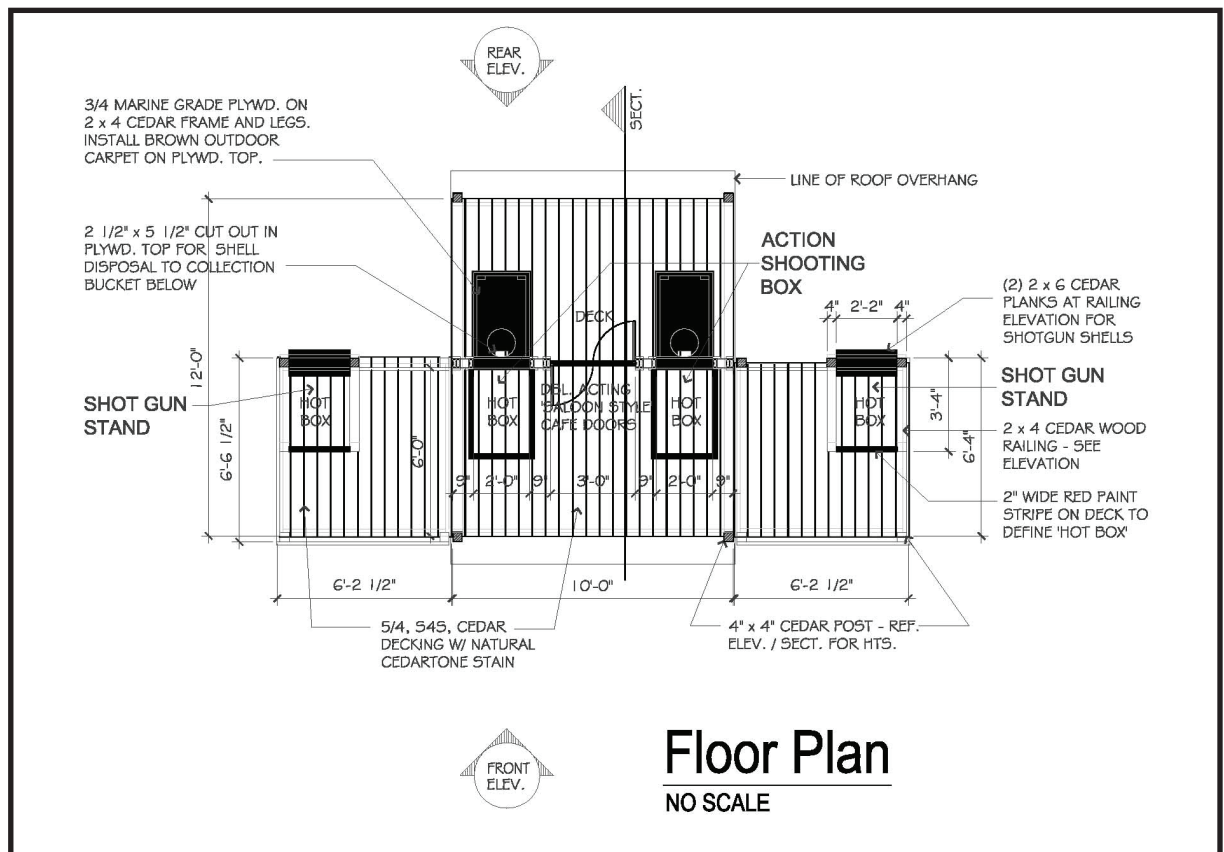 REAR
ELEV.
SECT.
3/4 MARINE GRADE PLYWD. ON
2 x 4 CEDAR FRAME AND LEGS.
INSTALL BROWN OUTDOOR
CARPET ON PLYWD. TOP.
LINE OF ROOF OVERHANG
2 1/2" x 5 1/2" CUT OUT IN
PLYWD. TOP FOR SHELL
DISPOSAL TO COLLECTION
BUCKET BELOW
ACTION
SHOOTING
BOX
(2) 2 x 6 CEDAR
PLANKS AT RAILING
ELEVATION FOR
SHOTGUN SHELLS
4" 2'-2" 4"
DECK
12'-0"
SHOT GUN
STAND
HOT
BOX
HOT
BOX
DBL. ACTING
'SALOON STYLE'
CAFE DOORS
HOT
BOX
HOT
BOX
SHOT GUN
STAND
3'-4"
6'-4"
2 x 4 CEDAR WOOD
RAILING - SEE
ELEVATION
6'-6 1/2"
6'-0"
9" 2'-0" 9" 3'-0" 9" 2'-0" 9"
2" WIDE RED PAINT
STRIPE ON DECK TO
DEFINE 'HOT BOX'
6'-2 1/2"
10'-0"
6'-2 1/2"
5/4, S4S, CEDAR
DECKING W/ NATURAL
CEDARTONE STAIN
4" x 4" CEDAR POST - REF.
ELEV. / SECT. FOR HTS.
FRONT
ELEV.
Floor Plan
NO SCALE